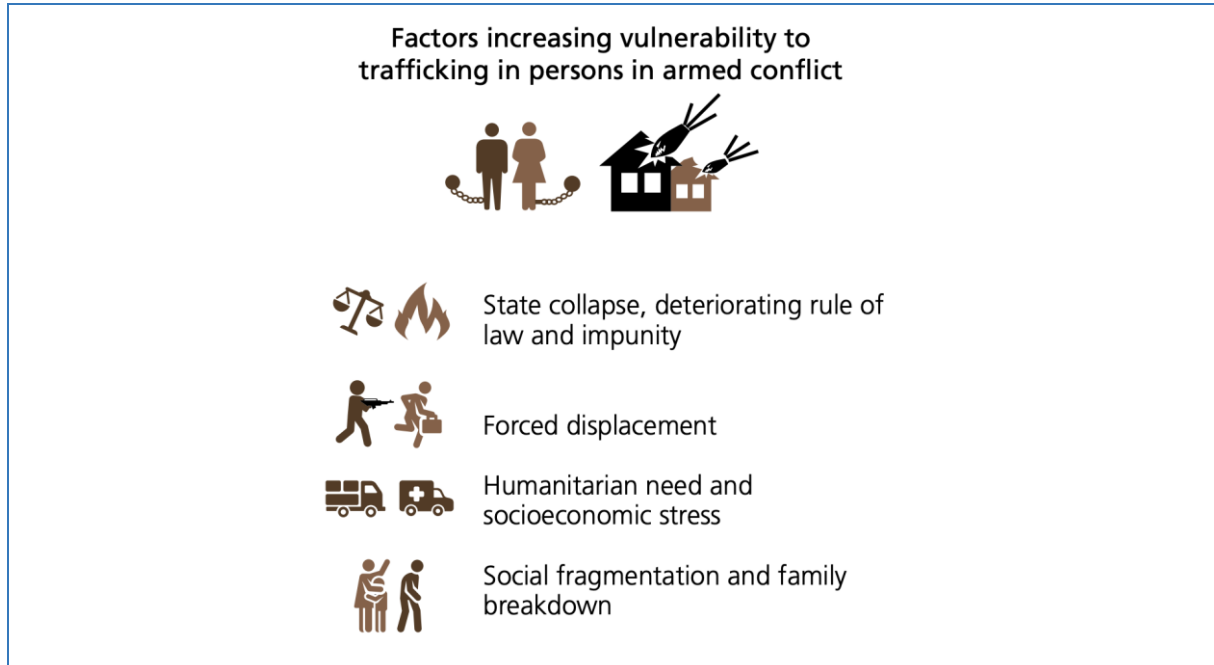 Factors increasing vulnerability to
trafficking in persons in armed conflict
State collapse, deteriorating rule of
law and impunity
Forced displacement
Humanitarian need and
socioeconomic stress
Social fragmentation and family
breakdown